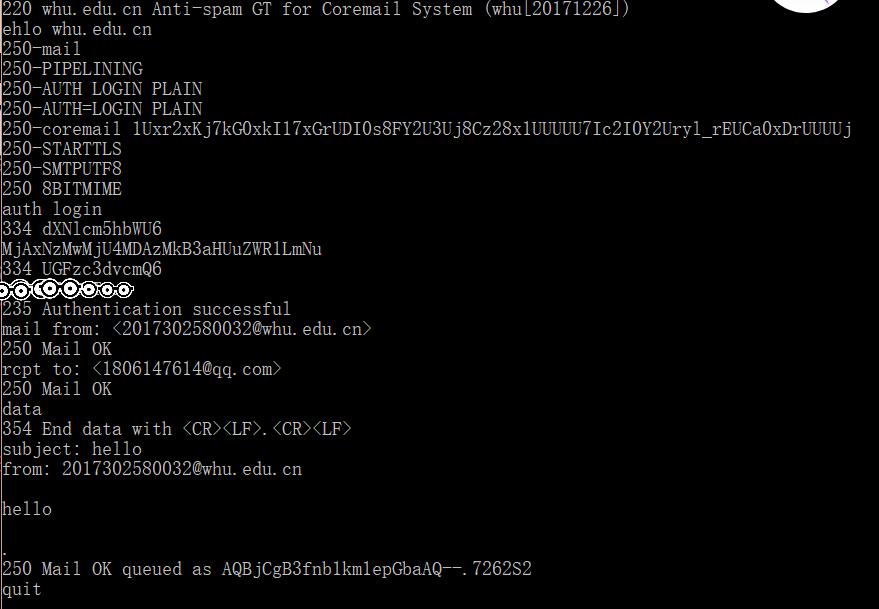 220 whu.edu.cn Anti-spam GT for Coremail System (whu[20171226])
ehlo whu.edu.cn
250-mail
250-PIPELINING
250-AUTH LOGIN PLAIN
250-AUTH=LOGIN PLAIN
250-coremail 1Uxr2xKj7kG0xkI17xGrUDI0s8FY2U3Uj8Cz28x1UUUUU7Ic2I0Y2Uryl_rEUCa0xDrUUUUj
250-STARTTLS
250-SMTPUTF8
250 8BITMIME
auth login
334 dXNlcm5hbWU6
MjAxNzMwMjU4MDAzMkB3aHUuZWR1LmNu
334 UGFzc3dvcmQ6
235 Authentication successful
mail from: <2017302580032@whu.edu.cn>
250 Mail OK
rcpt to: <1806147614@qq.com>
250 Mail OK
data
354 End data with <CR><LF>.<CR><LF>
subject: hello
from: 2017302580032@whu.edu.cn
hello
.
250 Mail OK queued as AQBjCgB3fnblkm1epGbaAQ--.7262S2
quit